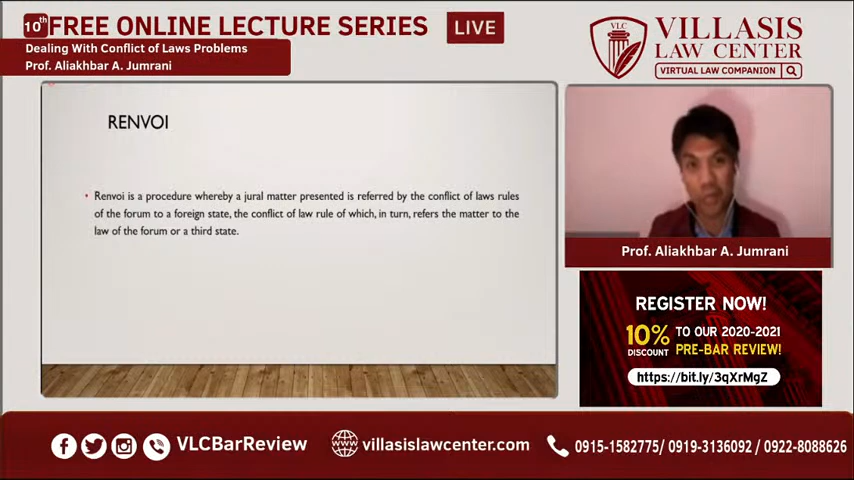 10th FREE ONLINE LECTURE SERIES
LIVE
Dealing With Conflict of Laws Problems
Prof. Aliakhbar A. Jumrani
VLC
VILLASIS
LAW CENTER
VIRTUAL LAW COMPANION
RENVOI
• Renvoi is a procedure whereby a jural matter presented is referred by the conflict of laws rules
of the forum to a foreign state, the conflict of law rule of which, in turn, refers the matter to the
law of the forum or a third state.
Prof. Aliakhbar A. Jumrani
REGISTER NOW!
10% DISCOUNT
TO OUR 2020-2021
PRE-BAR REVIEW!
https://bit.ly/3qXrMgZ
VLCBarReview
villasislawcenter.com
0915-1582775/ 0919-3136092 / 0922-8088626